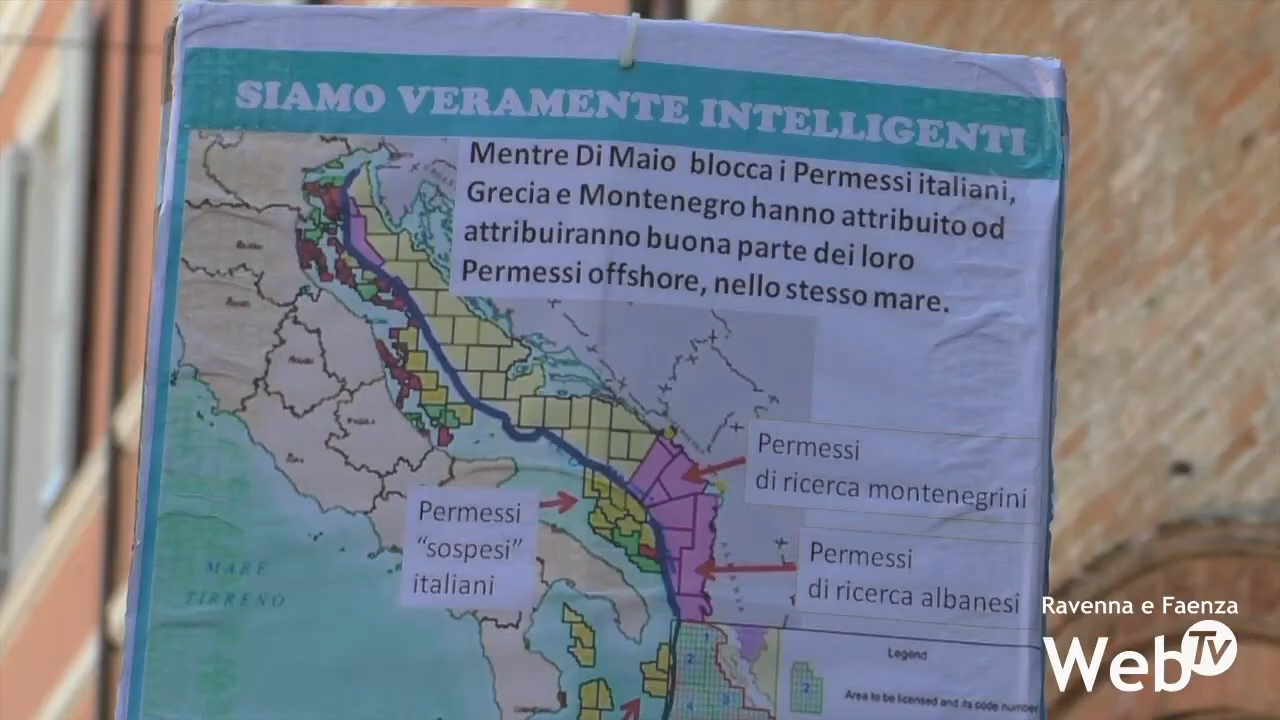 SIAMO VERAMENTE INTELLIGENTI
Mentre Di Maio blocca i Permessi italiani,
Grecia e Montenegro hanno attribuito od
attribuiranno buona parte dei loro
Permessi offshore, nello stesso mare.
Permessi
di ricerca montenegrini
Permessi
"sospesi"
italiani
Permessi
di ricerca albanesi
MARE
TIRRENO
Legend
2
Area to be licensed and its code number
Ravenna e Faenza
WebTV